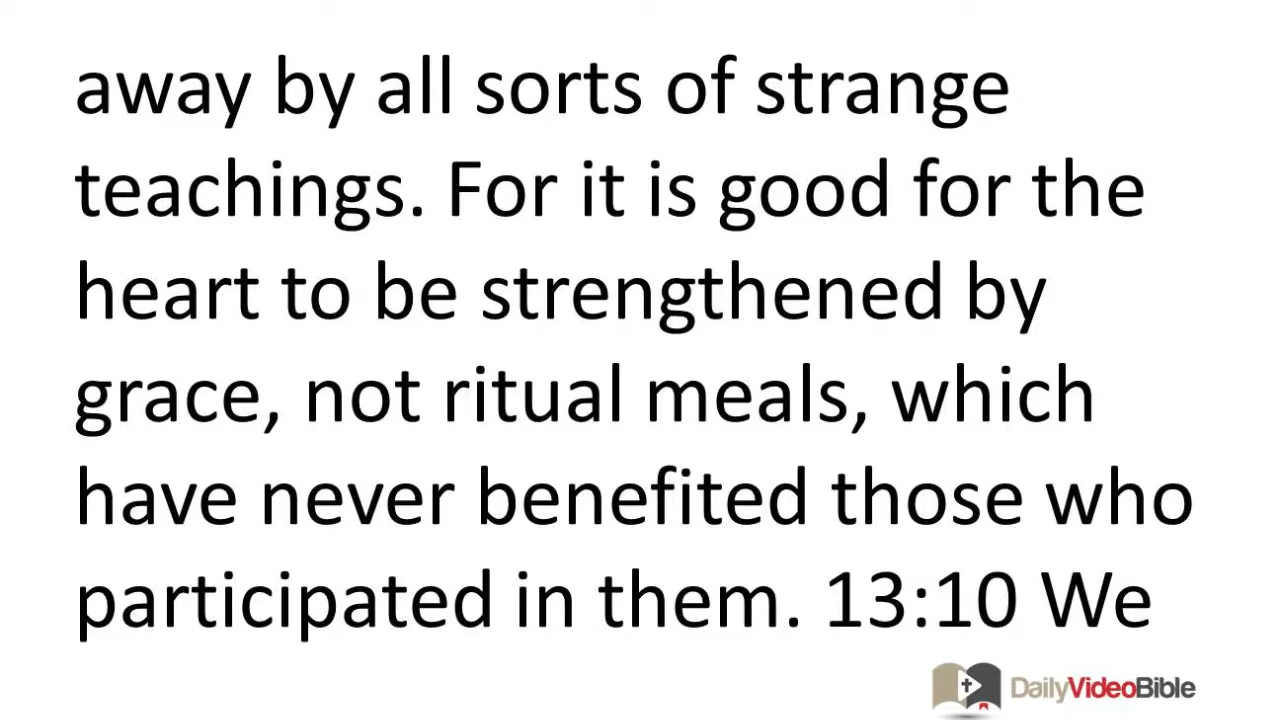 away by all sorts of strange
teachings. For it is good for the
heart to be strengthened by
grace, not ritual meals, which
have never benefited those who
participated in them. 13:10 We
DailyVideoBible